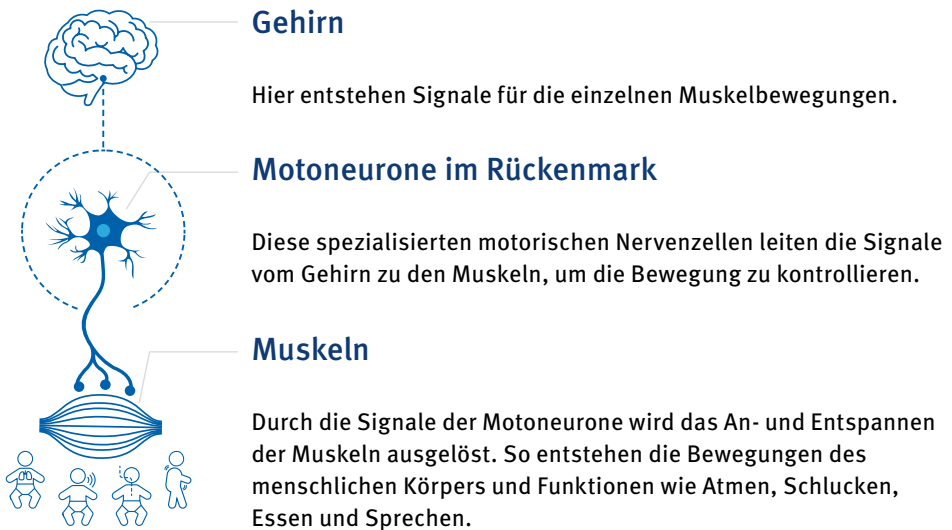 Gehirn
Hier entstehen Signale für die einzelnen Muskelbewegungen.
Motoneurone im Rückenmark
Diese spezialisierten motorischen Nervenzellen leiten die Signale
vom Gehirn zu den Muskeln, um die Bewegung zu kontrollieren.
Muskeln
Durch die Signale der Motoneurone wird das An- und Entspannen
der Muskeln ausgelöst. So entstehen die Bewegungen des
menschlichen Körpers und Funktionen wie Atmen, Schlucken,
Essen und Sprechen.